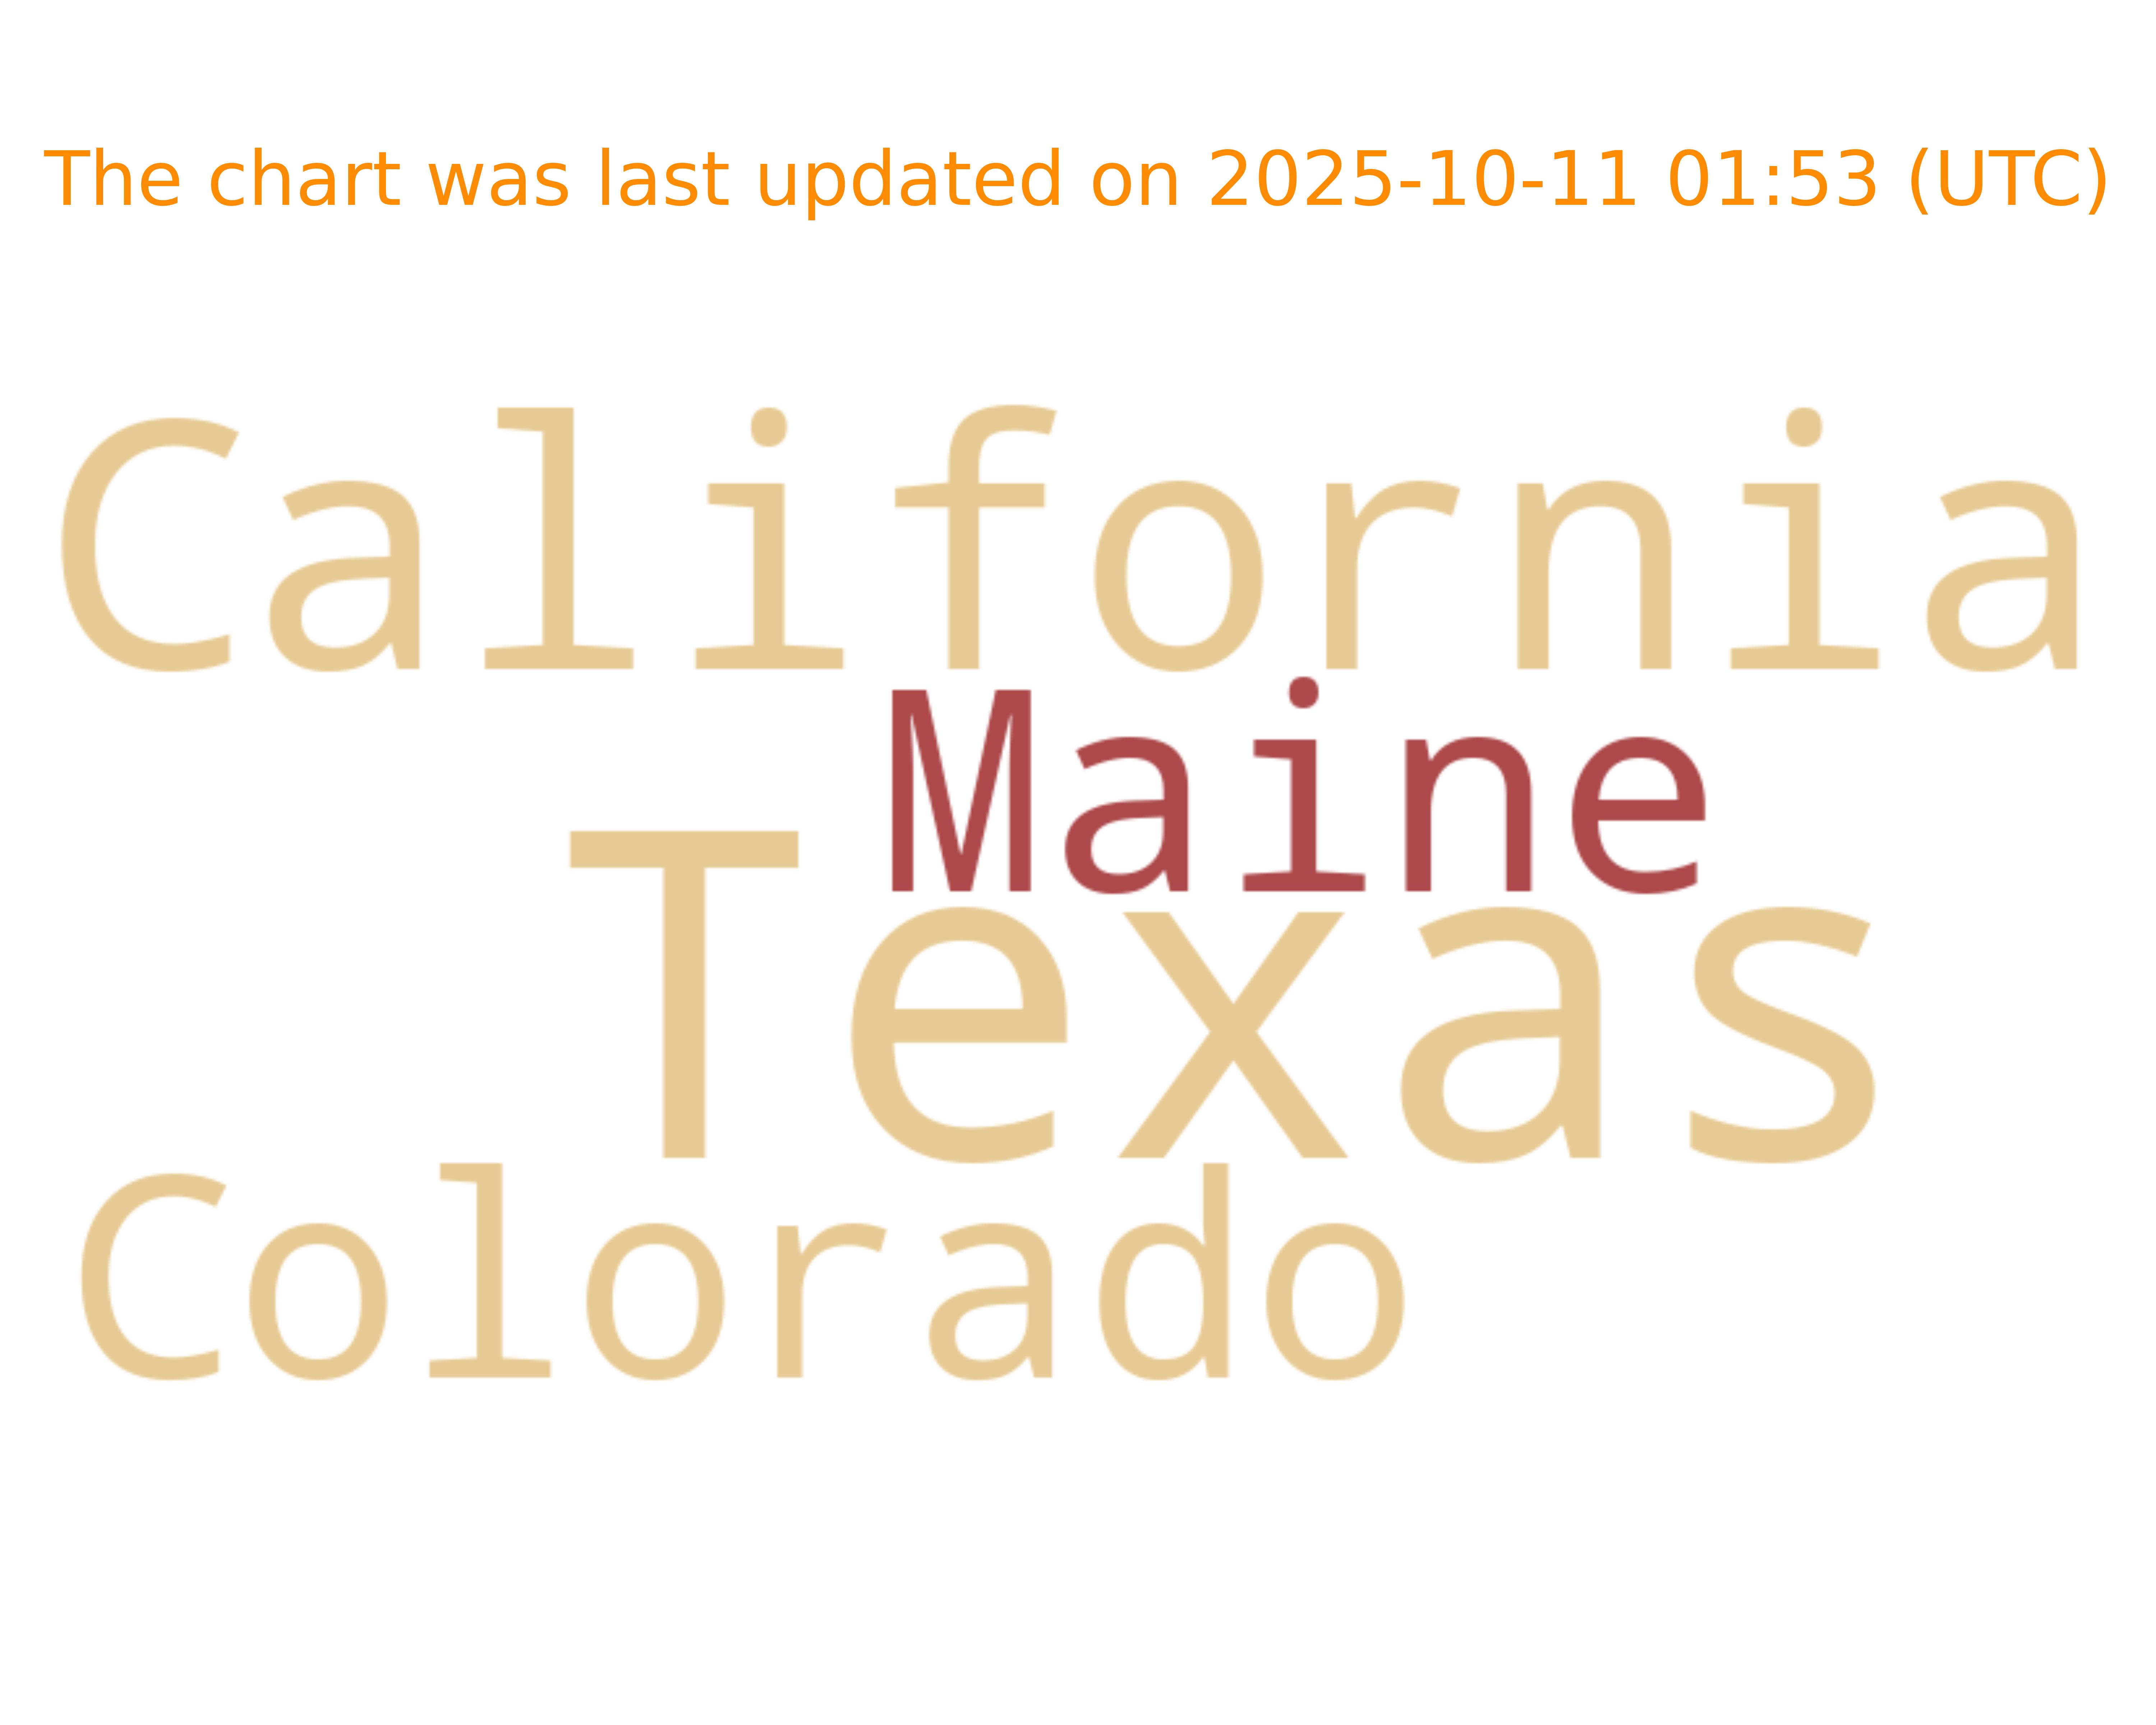 The chart was last updated on 2025-10-11 01:53 (UTC)
California
Maine
Texas
Colorado